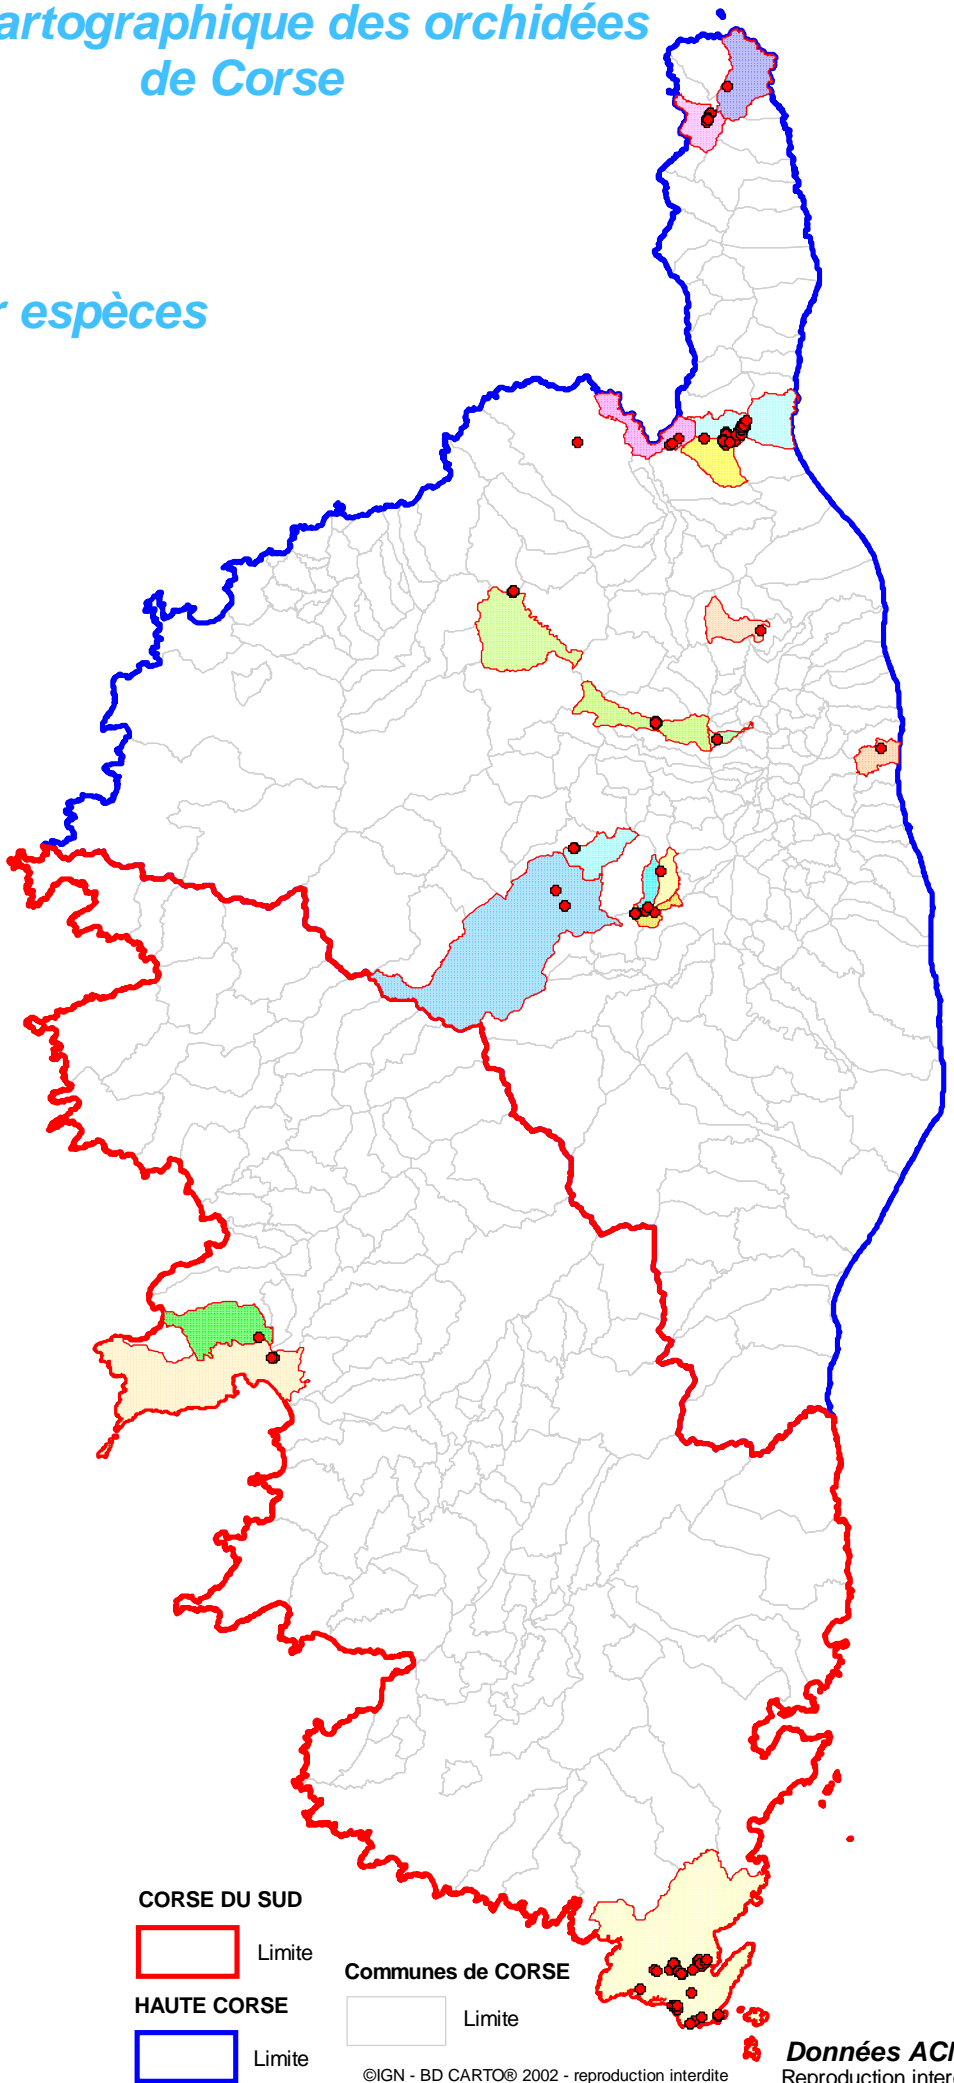 artographique des orchidées
de Corse
r espèces
CORSE DU SUD
Limite
HAUTE CORSE
Limite
Communes de CORSE
Limite
©IGN - BD CARTO® 2002 - reproduction interdite
Données
Reproduction